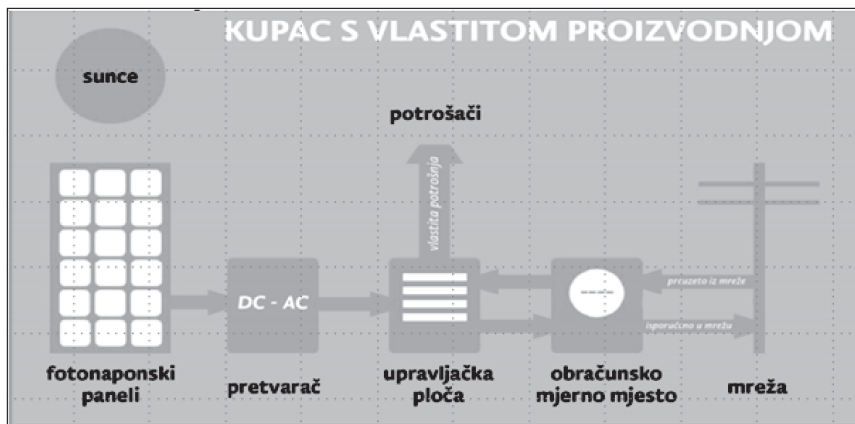 KUPAC S VLASTITOM PROIZVODNJOM
sunce
potrošači
vlastita potrošnja
DC - AC
preuzeto iz mreže
isporučeno u mrežu
fotonaponski
paneli
pretvarač
upravljačka
ploča
obračunsko
mjerno mjesto
mreža